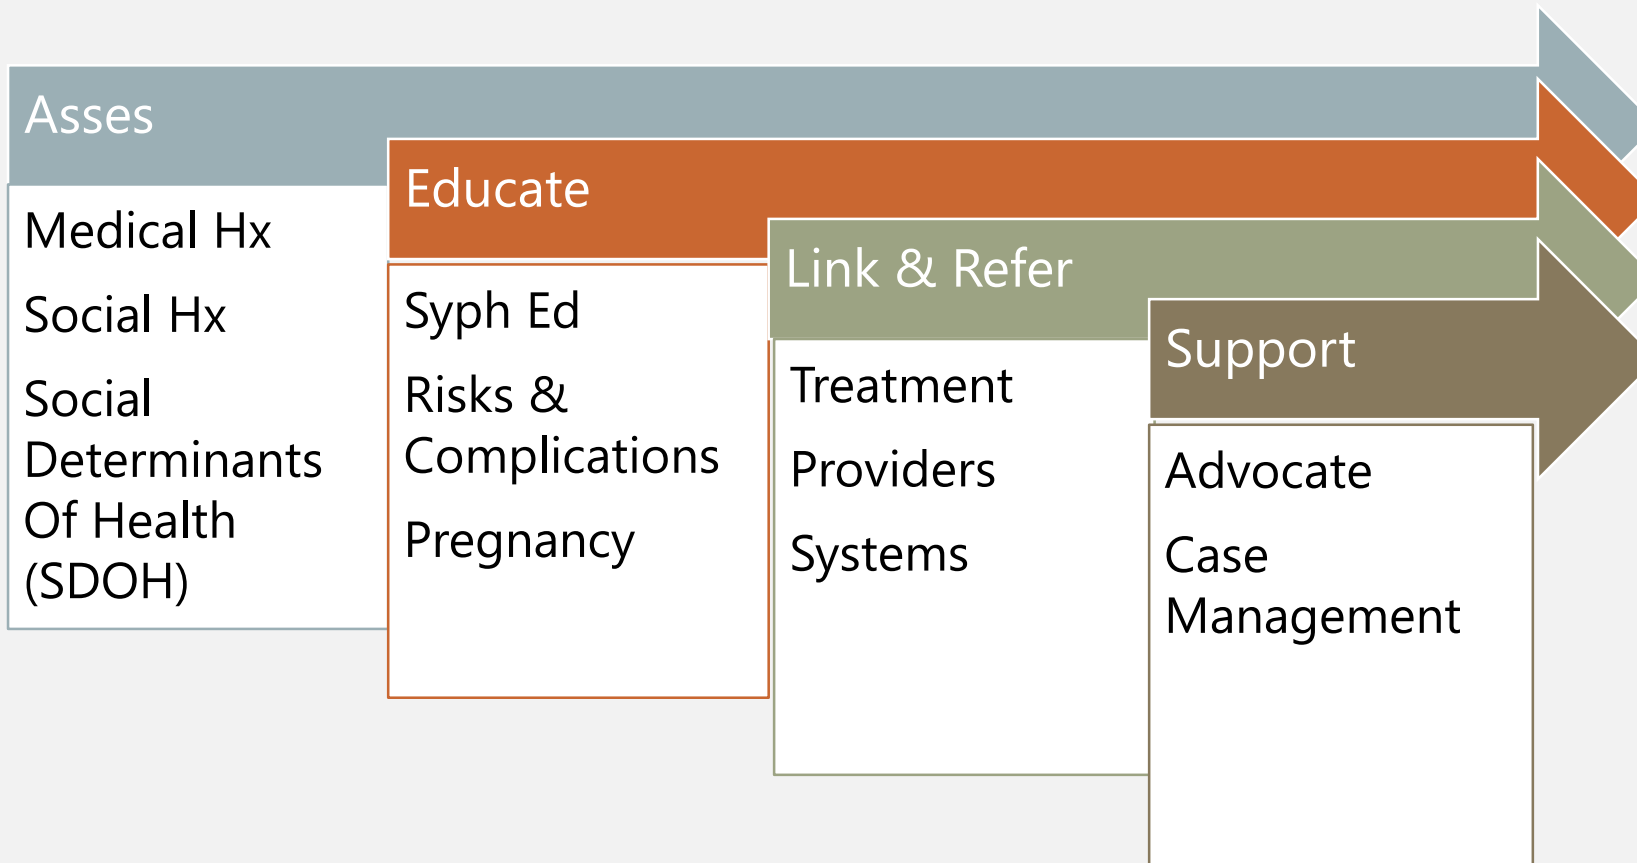 Asses
Medical Hx
Social Hx
Social
Determinants
Of Health
(SDOH)
Educate
Syph Ed
Risks &
Complications
Pregnancy
Link & Refer
Treatment
Providers
Systems
Support
Advocate
Case
Management